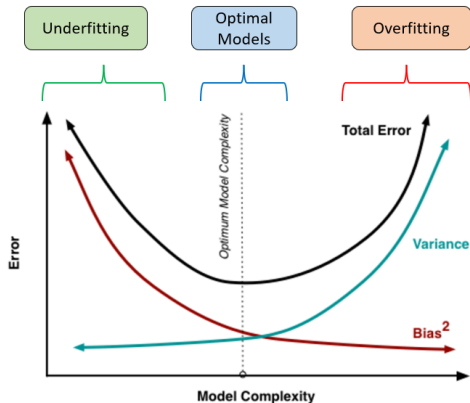 Underfitting
Optimal
Models
Overfitting
Total Error
Optimum Model Complexity
Variance
Error
Bias²
Model Complexity